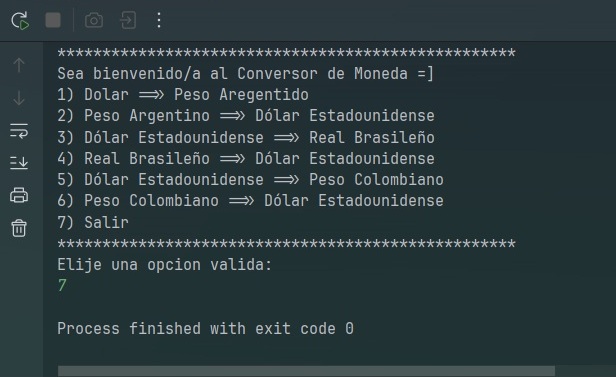 ***************************************************
Sea bienvenido/a al Conversor de Moneda =]
1) Dolar ==>> Peso Aregentido
2) Peso Argentino ==>> Dólar Estadounidense
3) Dólar Estadounidense ==>> Real Brasileño
4) Real Brasileño ==>> Dólar Estadounidense
5) Dólar Estadounidense ==>> Peso Colombiano
6) Peso Colombiano ==>> Dólar Estadounidense
7) Salir
***************************************************
Elije una opcion valida:
7
Process finished with exit code 0